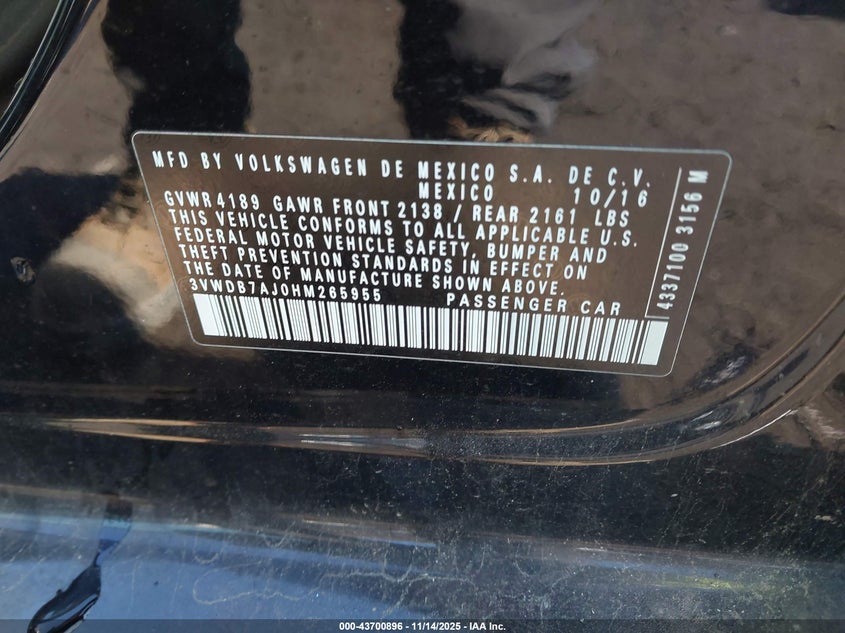 MFD BY VOLKSWAGEN DE MEXICO S.A. DE C.V.
MEXICO 10/16
GVWR 4189 GAWR FRONT 2138 / REAR 2161 LBS
THIS VEHICLE CONFORMS TO ALL APPLICABLE U.S.
FEDERAL MOTOR VEHICLE SAFETY, BUMPER AND
THEFT PREVENTION STANDARDS IN EFFECT ON
THE DATE OF MANUFACTURE SHOWN ABOVE.
3VWDB7AJ0HM265955 PASSENGER CAR
4337100 3156 M
000-43700896 - 11/14/2025 - IAA Inc.